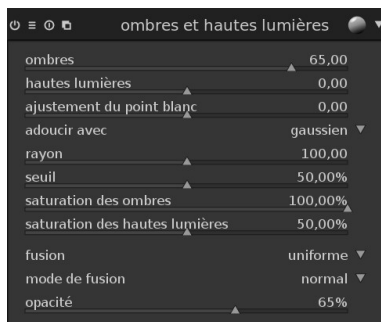 ombres et hautes lumières
ombres 65,00
hautes lumières 0,00
ajustement du point blanc 0,00
adoucir avec gaussien
rayon 100,00
seuil 50,00%
saturation des ombres 100,00%
saturation des hautes lumières 50,00%
fusion uniforme
mode de fusion normal
opacité 65%